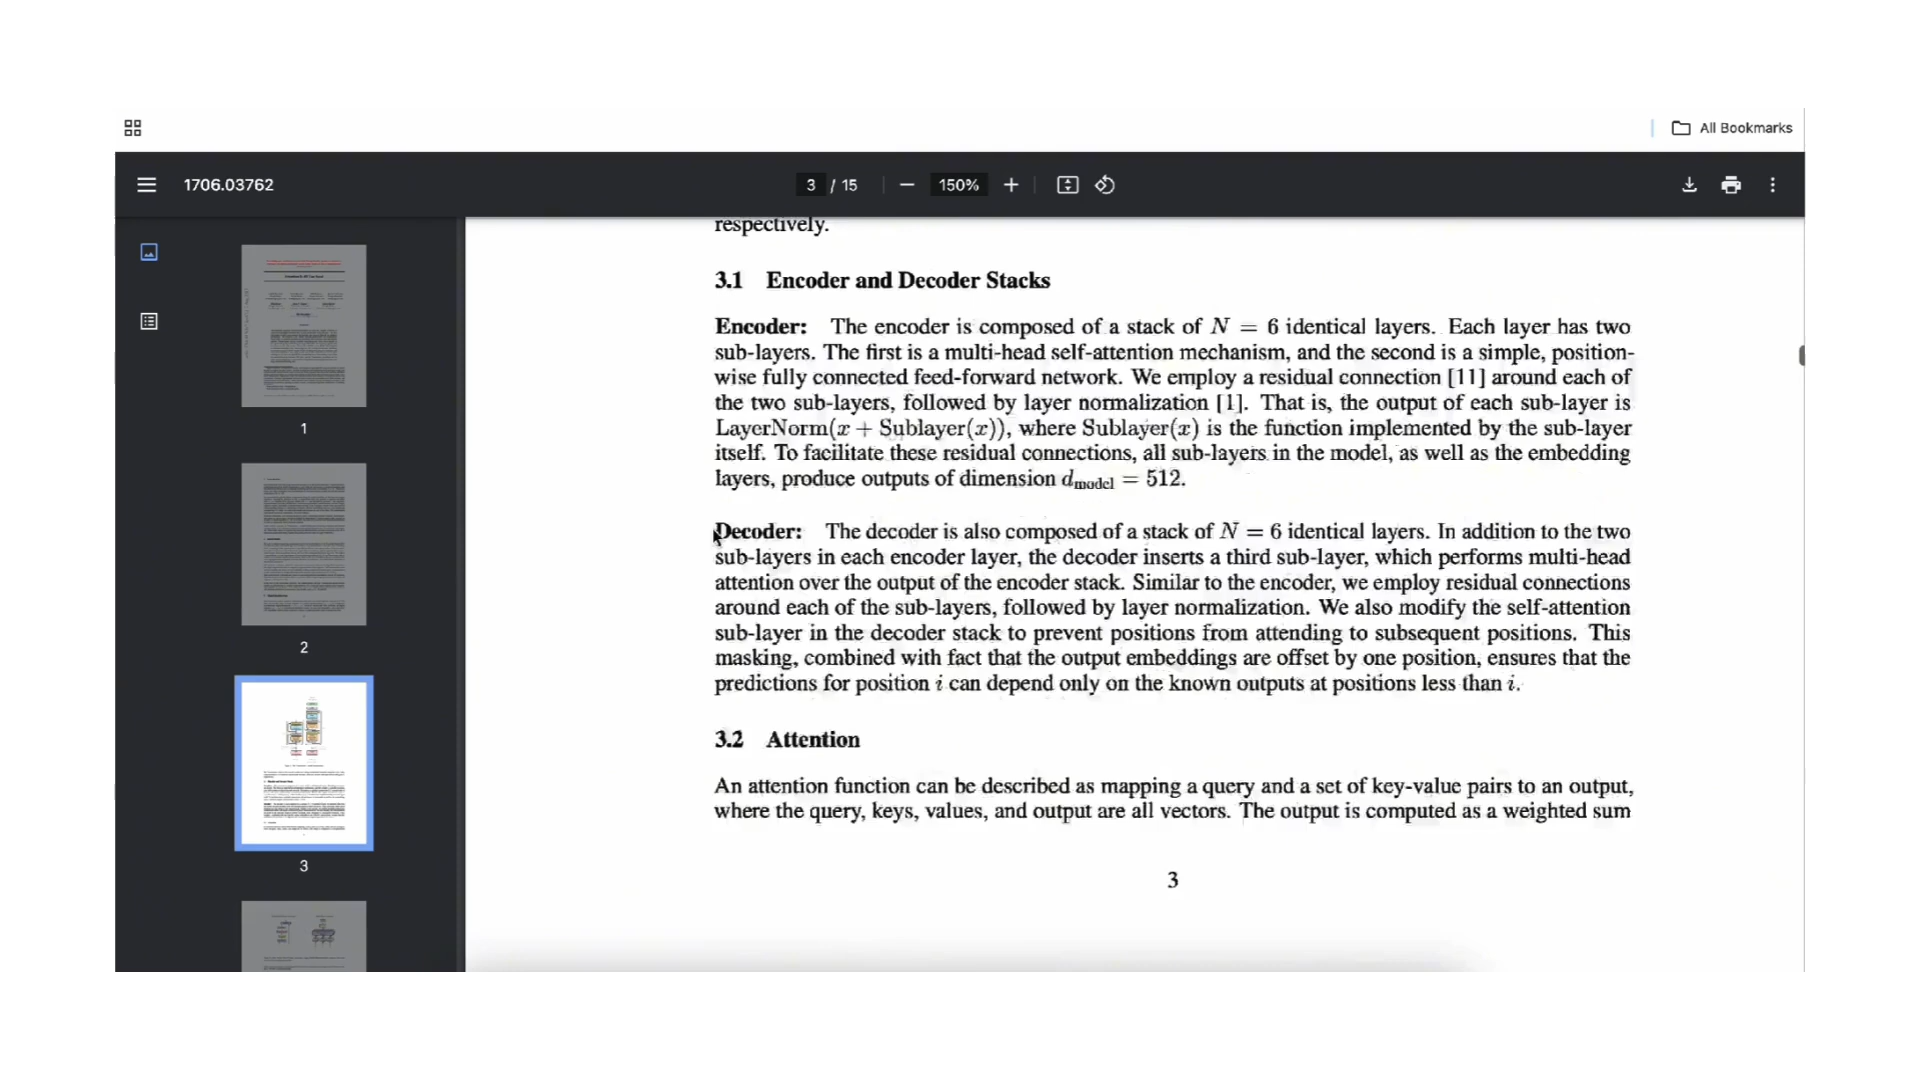 All Bookmarks
1706.03762
3 / 15
150%
1
2
3
respectively.
3.1 Encoder and Decoder Stacks
Encoder: The encoder is composed of a stack of N = 6 identical layers. Each layer has two
sub-layers. The first is a multi-head self-attention mechanism, and the second is a simple, position-
wise fully connected feed-forward network. We employ a residual connection [11] around each of
the two sub-layers, followed by layer normalization [1]. That is, the output of each sub-layer is
LayerNorm(x + Sublayer(x)), where Sublayer(x) is the function implemented by the sub-layer
itself. To facilitate these residual connections, all sub-layers in the model, as well as the embedding
layers, produce outputs of dimension d_model = 512.
Decoder: The decoder is also composed of a stack of N = 6 identical layers. In addition to the two
sub-layers in each encoder layer, the decoder inserts a third sub-layer, which performs multi-head
attention over the output of the encoder stack. Similar to the encoder, we employ residual connections
around each of the sub-layers, followed by layer normalization. We also modify the self-attention
sub-layer in the decoder stack to prevent positions from attending to subsequent positions. This
masking, combined with fact that the output embeddings are offset by one position, ensures that the
predictions for position i can depend only on the known outputs at positions less than i.
3.2 Attention
An attention function can be described as mapping a query and a set of key-value pairs to an output,
where the query, keys, values, and output are all vectors. The output is computed as a weighted sum
3